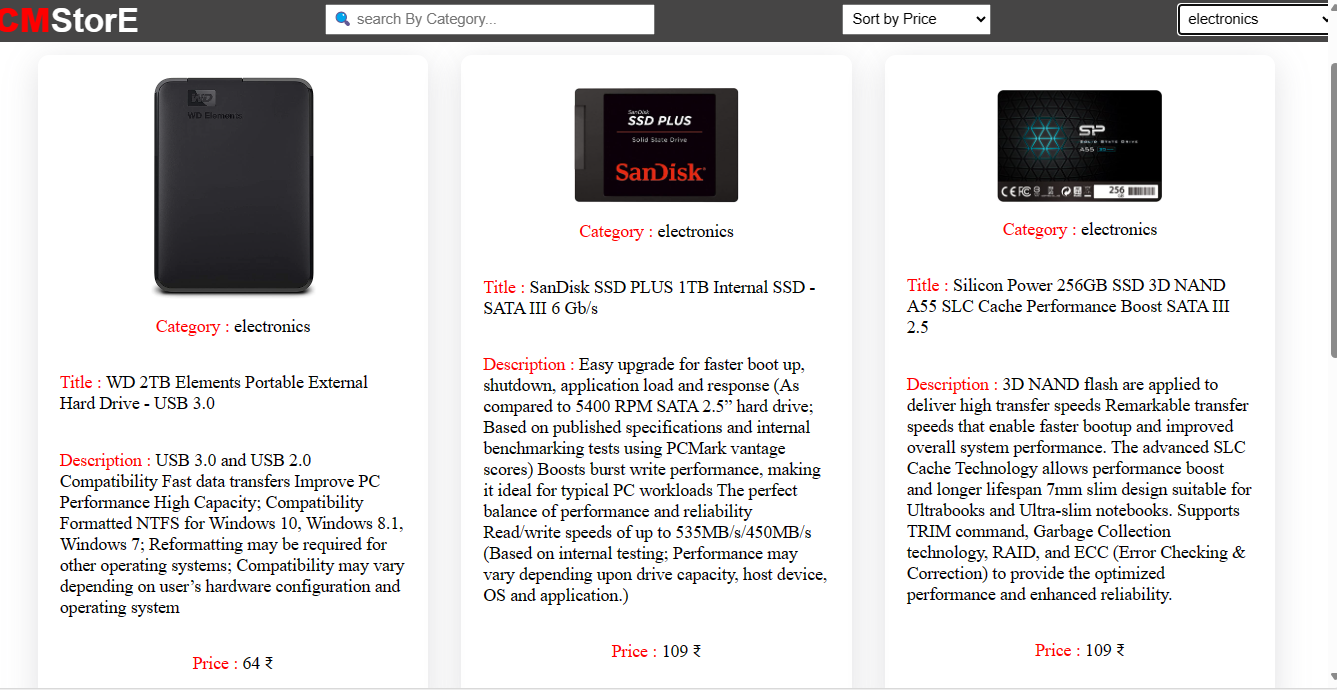 CMStorE
🔍 search By Category...
Sort by Price
electronics
WD
WD Elements
Category : electronics
Title : WD 2TB Elements Portable External
Hard Drive - USB 3.0
Description : USB 3.0 and USB 2.0
Compatibility Fast data transfers Improve PC
Performance High Capacity; Compatibility
Formatted NTFS for Windows 10, Windows 8.1,
Windows 7; Reformatting may be required for
other operating systems; Compatibility may vary
depending on user’s hardware configuration and
operating system
Price : 64 ₹
SanDisk
SSD PLUS
Solid State Drive
SanDisk
Category : electronics
Title : SanDisk SSD PLUS 1TB Internal SSD -
SATA III 6 Gb/s
Description : Easy upgrade for faster boot up,
shutdown, application load and response (As
compared to 5400 RPM SATA 2.5” hard drive;
Based on published specifications and internal
benchmarking tests using PCMark vantage
scores) Boosts burst write performance, making
it ideal for typical PC workloads The perfect
balance of performance and reliability
Read/write speeds of up to 535MB/s/450MB/s
(Based on internal testing; Performance may
vary depending upon drive capacity, host device,
OS and application.)
Price : 109 ₹
SP
Solid State Drive
A55
256
Category : electronics
Title : Silicon Power 256GB SSD 3D NAND
A55 SLC Cache Performance Boost SATA III
2.5
Description : 3D NAND flash are applied to
deliver high transfer speeds Remarkable transfer
speeds that enable faster bootup and improved
overall system performance. The advanced SLC
Cache Technology allows performance boost
and longer lifespan 7mm slim design suitable for
Ultrabooks and Ultra-slim notebooks. Supports
TRIM command, Garbage Collection
technology, RAID, and ECC (Error Checking &
Correction) to provide the optimized
performance and enhanced reliability.
Price : 109 ₹